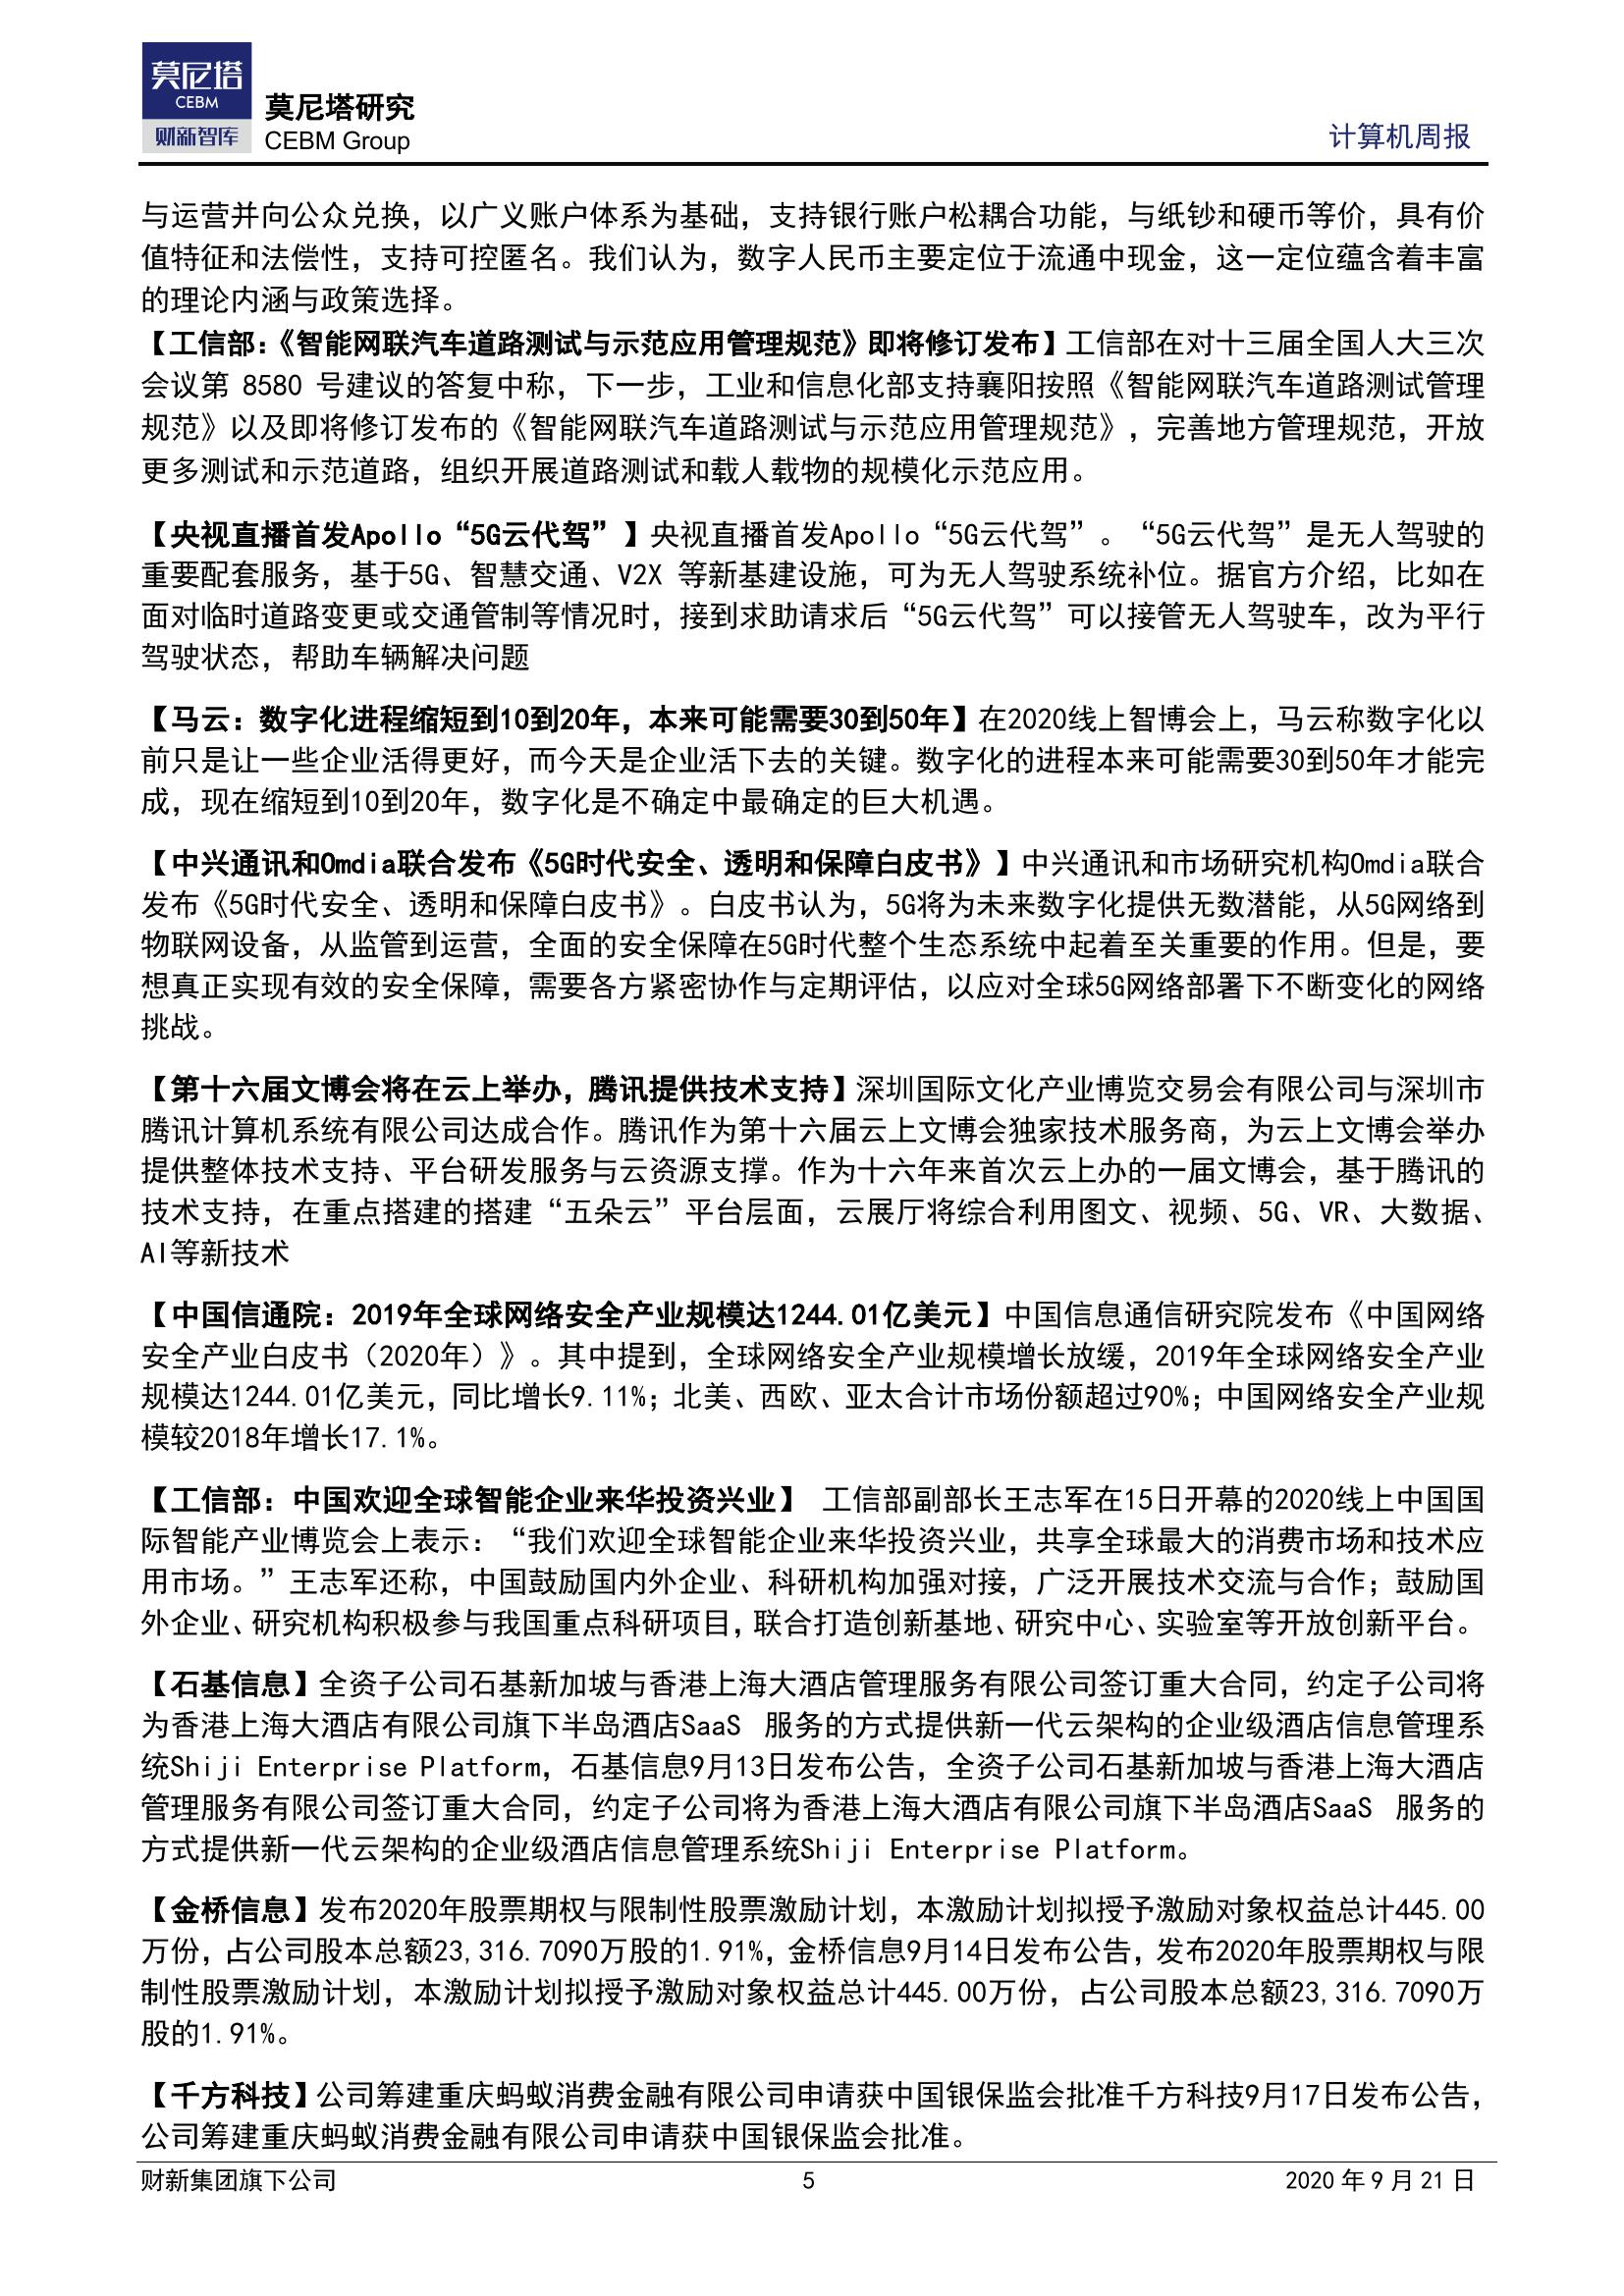 莫尼塔
CEBM
财新智库
莫尼塔研究
CEBM Group
计算机周报
与运营并向公众兑换，以广义账户体系为基础，支持银行账户松耦合功能，与纸钞和硬币等价，具有价
值特征和法偿性，支持可控匿名。我们认为，数字人民币主要定位于流通中现金，这一定位蕴含着丰富
的理论内涵与政策选择。
【工信部：《智能网联汽车道路测试与示范应用管理规范》即将修订发布】工信部在对十三届全国人大三次
会议第 8580 号建议的答复中称，下一步，工业和信息化部支持襄阳按照《智能网联汽车道路测试管理
规范》以及即将修订发布的《智能网联汽车道路测试与示范应用管理规范》，完善地方管理规范，开放
更多测试和示范道路，组织开展道路测试和载人载物的规模化示范应用。
【央视直播首发Apollo“5G云代驾”】央视直播首发Apollo“5G云代驾”。“5G云代驾”是无人驾驶的
重要配套服务，基于5G、智慧交通、V2X 等新基建设施，可为无人驾驶系统补位。据官方介绍，比如在
面对临时道路变更或交通管制等情况时，接到求助请求后“5G云代驾”可以接管无人驾驶车，改为平行
驾驶状态，帮助车辆解决问题
【马云：数字化进程缩短到10到20年，本来可能需要30到50年】在2020线上智博会上，马云称数字化以
前只是让一些企业活得更好，而今天是企业活下去的关键。数字化的进程本来可能需要30到50年才能完
成，现在缩短到10到20年，数字化是不确定中最确定的巨大机遇。
【中兴通讯和Omdia联合发布《5G时代安全、透明和保障白皮书》】中兴通讯和市场研究机构Omdia联合
发布《5G时代安全、透明和保障白皮书》。白皮书认为，5G将为未来数字化提供无数潜能，从5G网络到
物联网设备，从监管到运营，全面的安全保障在5G时代整个生态系统中起着至关重要的作用。但是，要
想真正实现有效的安全保障，需要各方紧密协作与定期评估，以应对全球5G网络部署下不断变化的网络
挑战。
【第十六届文博会将在云上举办，腾讯提供技术支持】深圳国际文化产业博览交易会有限公司与深圳市
腾讯计算机系统有限公司达成合作。腾讯作为第十六届云上文博会独家技术服务商，为云上文博会举办
提供整体技术支持、平台研发服务与云资源支撑。作为十六年来首次云上办的一届文博会，基于腾讯的
技术支持，在重点搭建的搭建“五朵云”平台层面，云展厅将综合利用图文、视频、5G、VR、大数据、
AI等新技术
【中国信通院：2019年全球网络安全产业规模达1244.01亿美元】中国信息通信研究院发布《中国网络
安全产业白皮书（2020年）》。其中提到，全球网络安全产业规模增长放缓，2019年全球网络安全产业
规模达1244.01亿美元，同比增长9.11%；北美、西欧、亚太合计市场份额超过90%；中国网络安全产业规
模较2018年增长17.1%。
【工信部：中国欢迎全球智能企业来华投资兴业】 工信部副部长王志军在15日开幕的2020线上中国国
际智能产业博览会上表示：“我们欢迎全球智能企业来华投资兴业，共享全球最大的消费市场和技术应
用市场。”王志军还称，中国鼓励国内外企业、科研机构加强对接，广泛开展技术交流与合作；鼓励国
外企业、研究机构积极参与我国重点科研项目，联合打造创新基地、研究中心、实验室等开放创新平台。
【石基信息】全资子公司石基新加坡与香港上海大酒店管理服务有限公司签订重大合同，约定子公司将
为香港上海大酒店有限公司旗下半岛酒店SaaS 服务的方式提供新一代云架构的企业级酒店信息管理系
统Shiji Enterprise Platform，石基信息9月13日发布公告，全资子公司石基新加坡与香港上海大酒店
管理服务有限公司签订重大合同，约定子公司将为香港上海大酒店有限公司旗下半岛酒店SaaS 服务的
方式提供新一代云架构的企业级酒店信息管理系统Shiji Enterprise Platform。
【金桥信息】发布2020年股票期权与限制性股票激励计划，本激励计划拟授予激励对象权益总计445.00
万份，占公司股本总额23,316.7090万股的1.91%，金桥信息9月14日发布公告，发布2020年股票期权与限
制性股票激励计划，本激励计划拟授予激励对象权益总计445.00万份，占公司股本总额23,316.7090万
股的1.91%。
【千方科技】公司筹建重庆蚂蚁消费金融有限公司申请获中国银保监会批准千方科技9月17日发布公告，
公司筹建重庆蚂蚁消费金融有限公司申请获中国银保监会批准。
财新集团旗下公司
5
2020 年 9 月 21 日